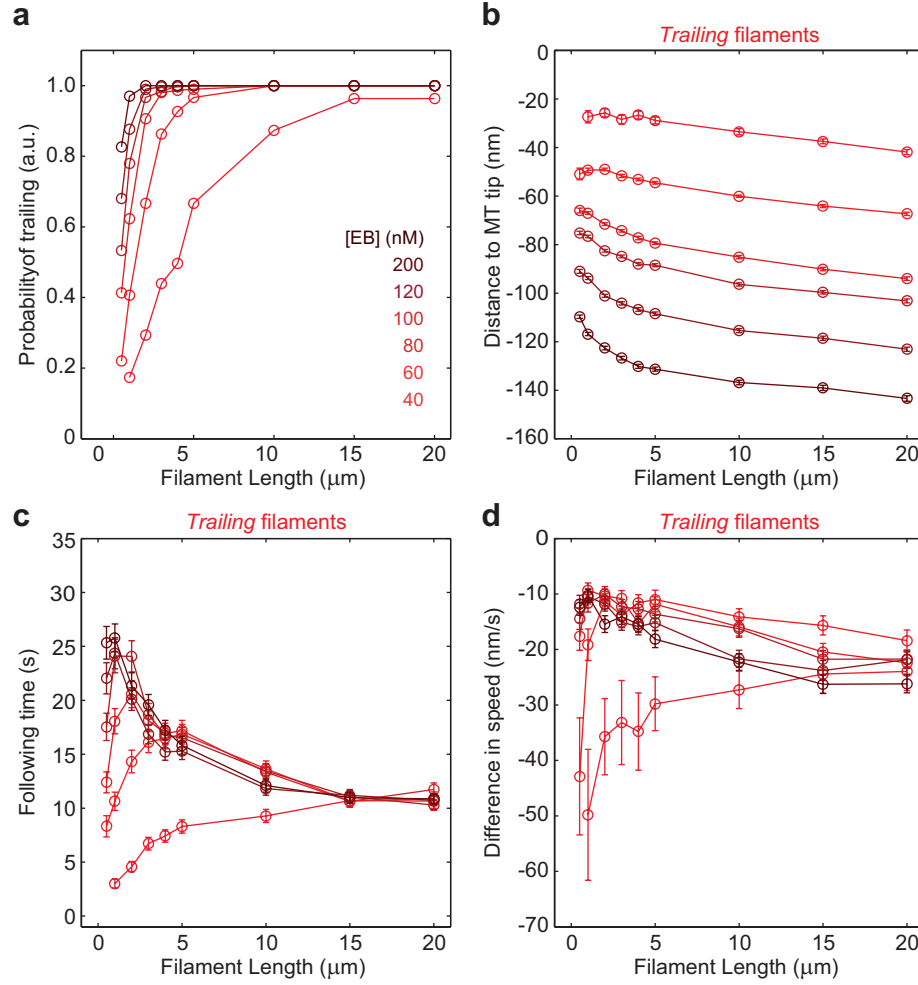 a
Probabilityof trailing (a.u.)
1.0
0.8
0.6
0.4
0.2
0
[EB] (nM)
200
120
100
80
60
40
0 5 10 15 20
Filament Length (μm)
b
Trailing filaments
Distance to MT tip (nm)
0
-20
-40
-60
-80
-100
-120
-140
-160
0 5 10 15 20
Filament Length (μm)
c
Trailing filaments
Following time (s)
35
30
25
20
15
10
5
0
0 5 10 15 20
Filament Length (μm)
d
Trailing filaments
Difference in speed (nm/s)
0
-10
-20
-30
-40
-50
-60
-70
0 5 10 15 20
Filament Length (μm)